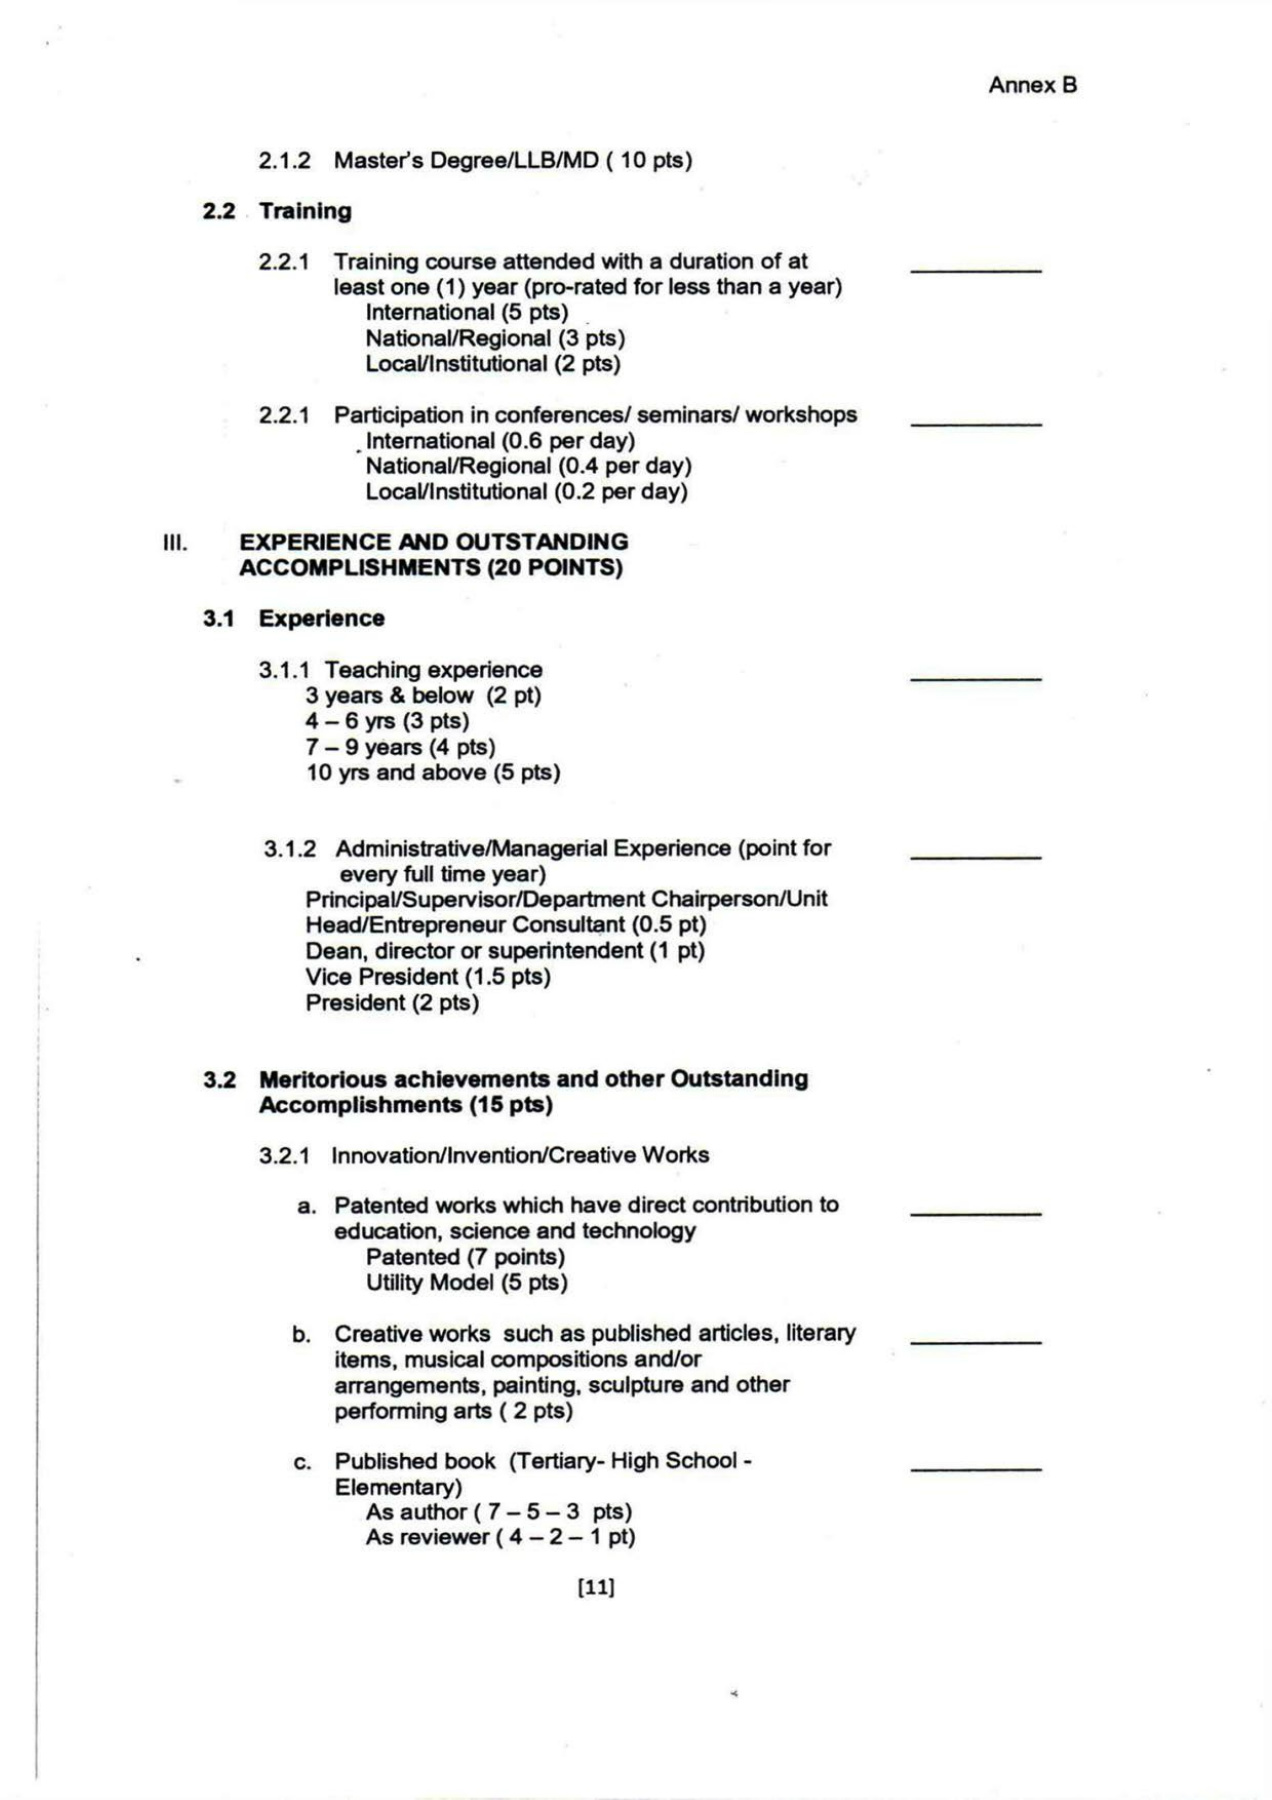 Annex B
2.1.2 Master's Degree/LLB/MD ( 10 pts)
2.2 Training
2.2.1 Training course attended with a duration of at
least one (1) year (pro-rated for less than a year)
International (5 pts)
National/Regional (3 pts)
Local/Institutional (2 pts)
2.2.1 Participation in conferences/ seminars/ workshops
International (0.6 per day)
National/Regional (0.4 per day)
Local/Institutional (0.2 per day)
III. EXPERIENCE AND OUTSTANDING
ACCOMPLISHMENTS (20 POINTS)
3.1 Experience
3.1.1 Teaching experience
3 years & below (2 pt)
4 – 6 yrs (3 pts)
7 – 9 years (4 pts)
10 yrs and above (5 pts)
3.1.2 Administrative/Managerial Experience (point for
every full time year)
Principal/Supervisor/Department Chairperson/Unit
Head/Entrepreneur Consultant (0.5 pt)
Dean, director or superintendent (1 pt)
Vice President (1.5 pts)
President (2 pts)
3.2 Meritorious achievements and other Outstanding
Accomplishments (15 pts)
3.2.1 Innovation/Invention/Creative Works
a. Patented works which have direct contribution to
education, science and technology
Patented (7 points)
Utility Model (5 pts)
b. Creative works such as published articles, literary
items, musical compositions and/or
arrangements, painting, sculpture and other
performing arts ( 2 pts)
c. Published book (Tertiary- High School -
Elementary)
As author ( 7 – 5 – 3 pts)
As reviewer ( 4 – 2 – 1 pt)
[11]